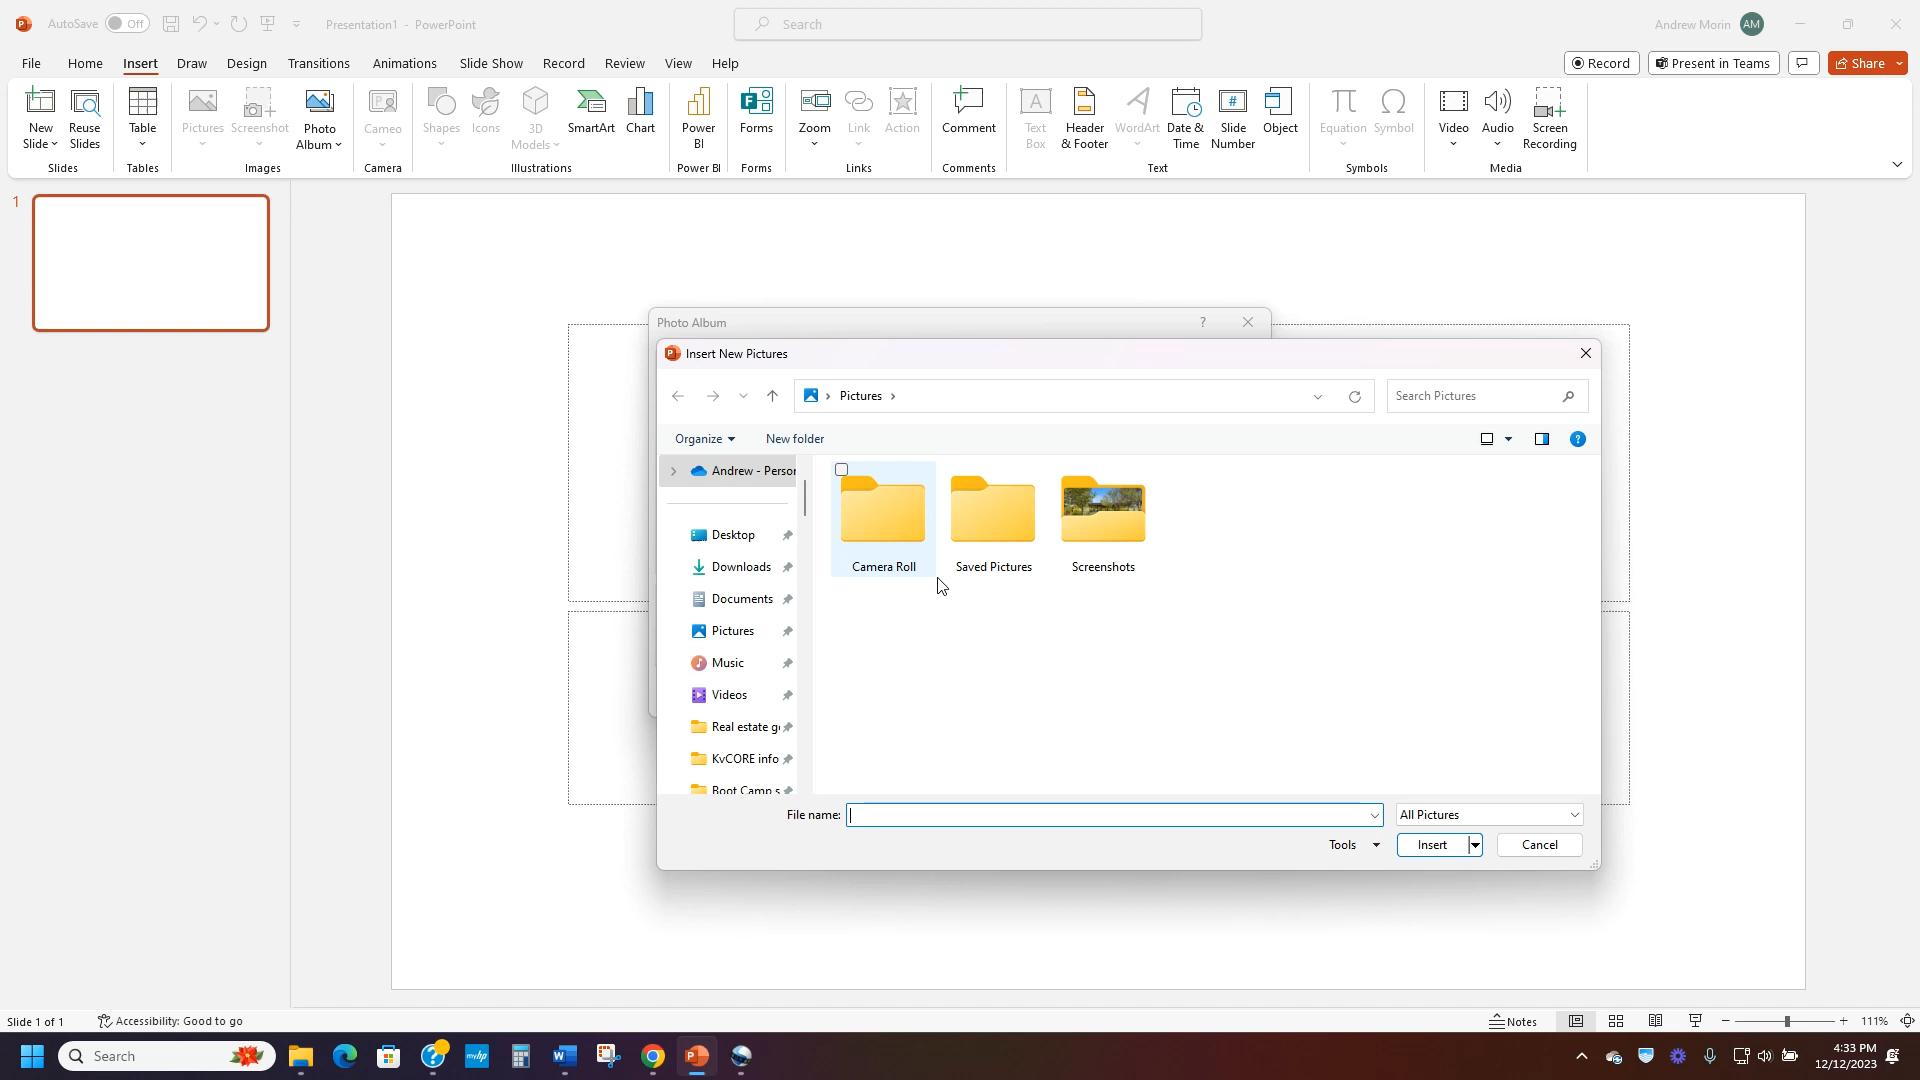 AutoSave Off Presentation1 - PowerPoint Search Andrew Morin AM
File Home Insert Draw Design Transitions Animations Slide Show Record Review View Help Record Present in Teams Share
New Slide
Reuse Slides
Slides
Table
Tables
Pictures
Screenshot
Photo Album
Images
Cameo
Camera
Shapes
Icons
3D Models
SmartArt
Chart
Illustrations
Power BI
Power BI
Forms
Forms
Zoom
Link
Action
Links
Comment
Comments
Text Box
Header & Footer
WordArt
Date & Time
Slide Number
Object
Text
Equation
Symbol
Symbols
Video
Audio
Screen Recording
Media
1
Photo Album ?
Insert New Pictures
Pictures
Search Pictures
Organize New folder
Andrew - Person
Desktop
Downloads
Documents
Pictures
Music
Videos
Real estate g
KvCORE info
Boot Camp s
Camera Roll
Saved Pictures
Screenshots
File name:
All Pictures
Tools Insert Cancel
Slide 1 of 1 Accessibility: Good to go Notes 111%
Search
4:33 PM
12/12/2023